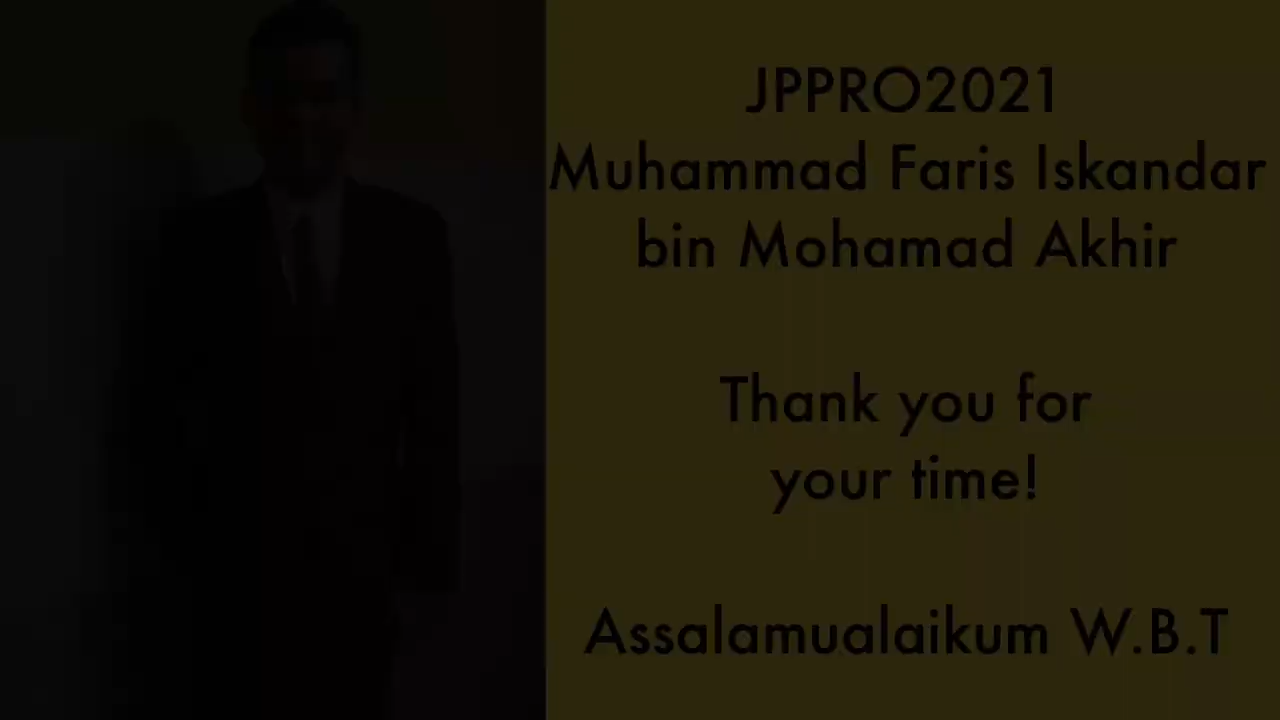 JPPRO2021
Muhammad Faris Iskandar
bin Mohamad Akhir
Thank you for
your time!
Assalamualaikum W.B.T